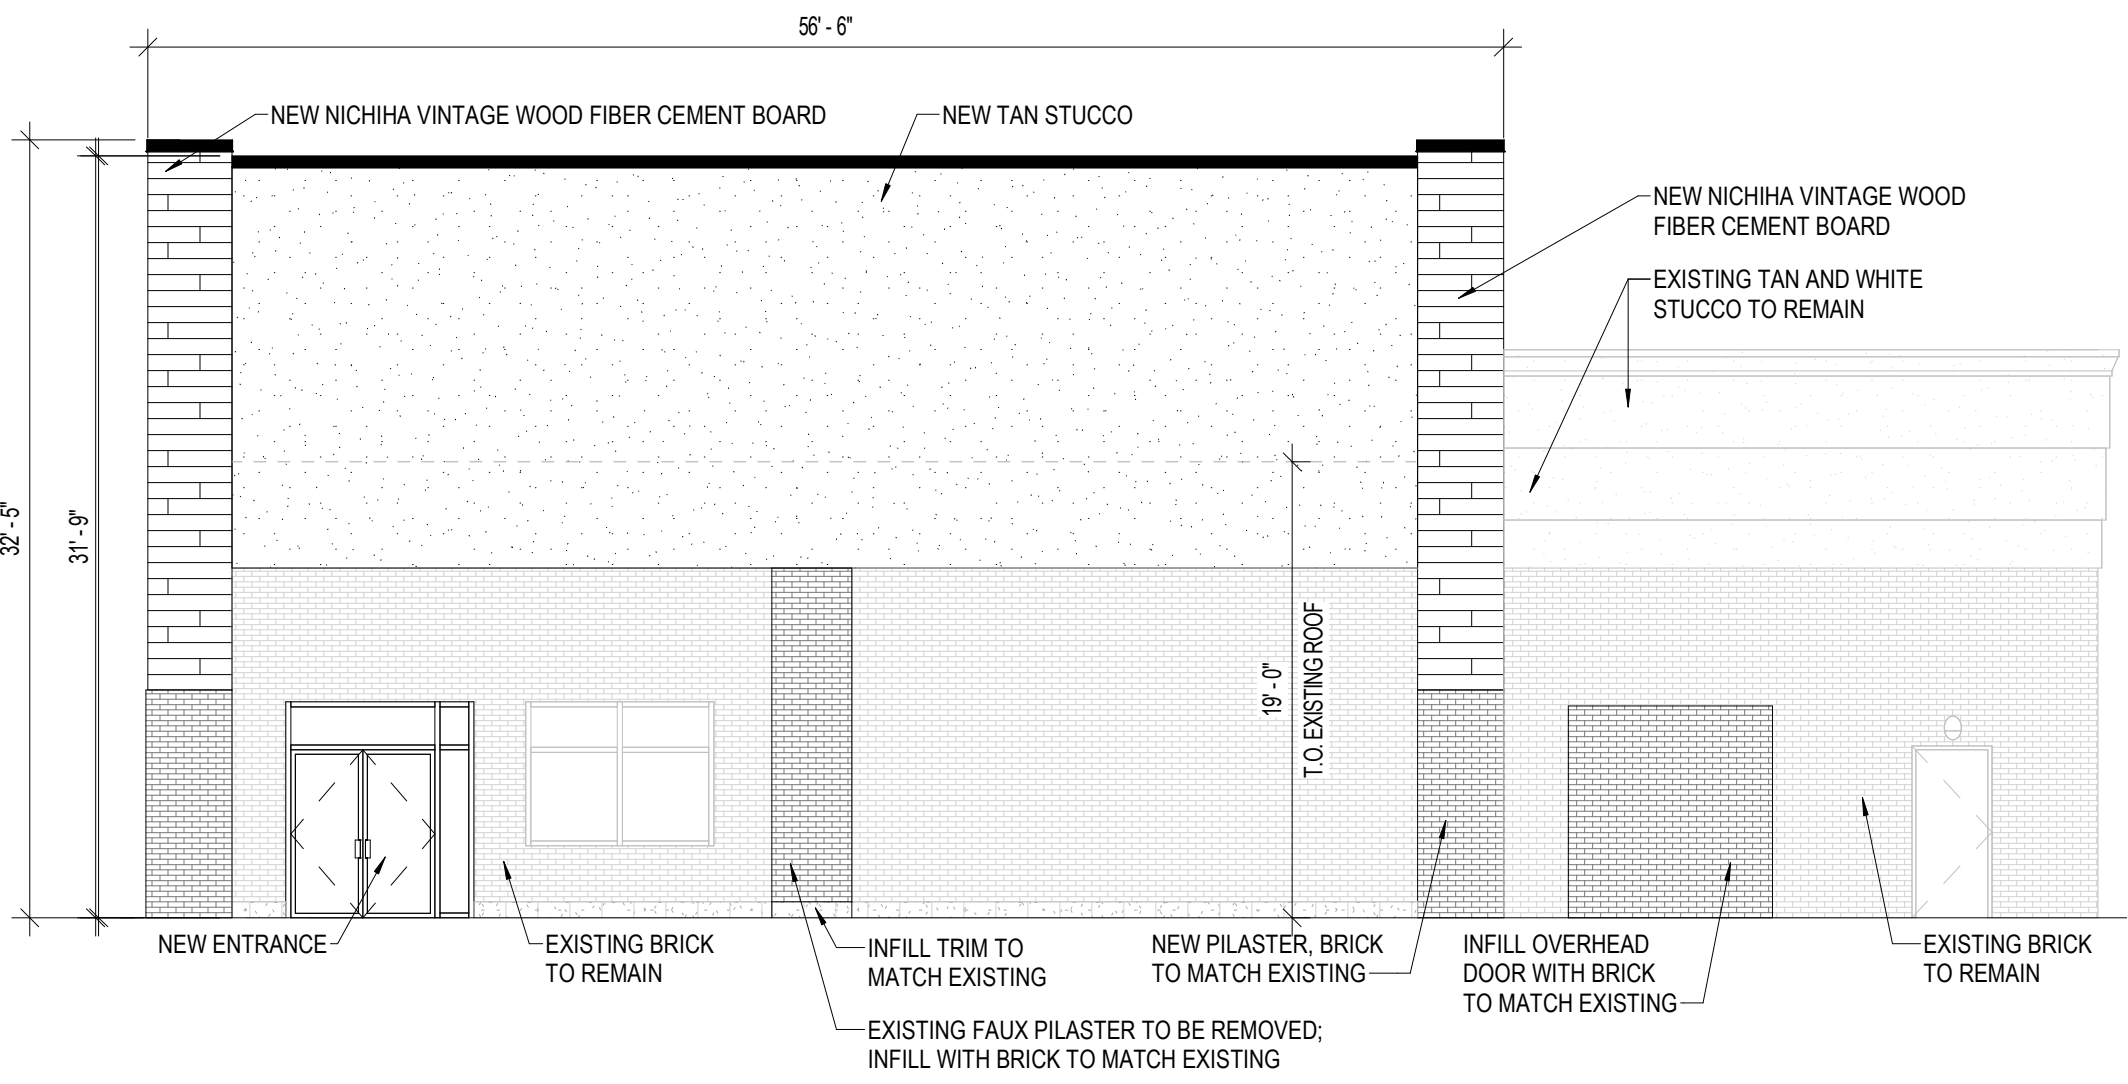 56' - 6"
NEW NICHIHA VINTAGE WOOD FIBER CEMENT BOARD
NEW TAN STUCCO
NEW NICHIHA VINTAGE WOOD
FIBER CEMENT BOARD
EXISTING TAN AND WHITE
STUCCO TO REMAIN
32' - 5"
31' - 9"
19' - 0"
T.O. EXISTING ROOF
NEW ENTRANCE
EXISTING BRICK
TO REMAIN
INFILL TRIM TO
MATCH EXISTING
NEW PILASTER, BRICK
TO MATCH EXISTING
INFILL OVERHEAD
DOOR WITH BRICK
TO MATCH EXISTING
EXISTING BRICK
TO REMAIN
EXISTING FAUX PILASTER TO BE REMOVED;
INFILL WITH BRICK TO MATCH EXISTING